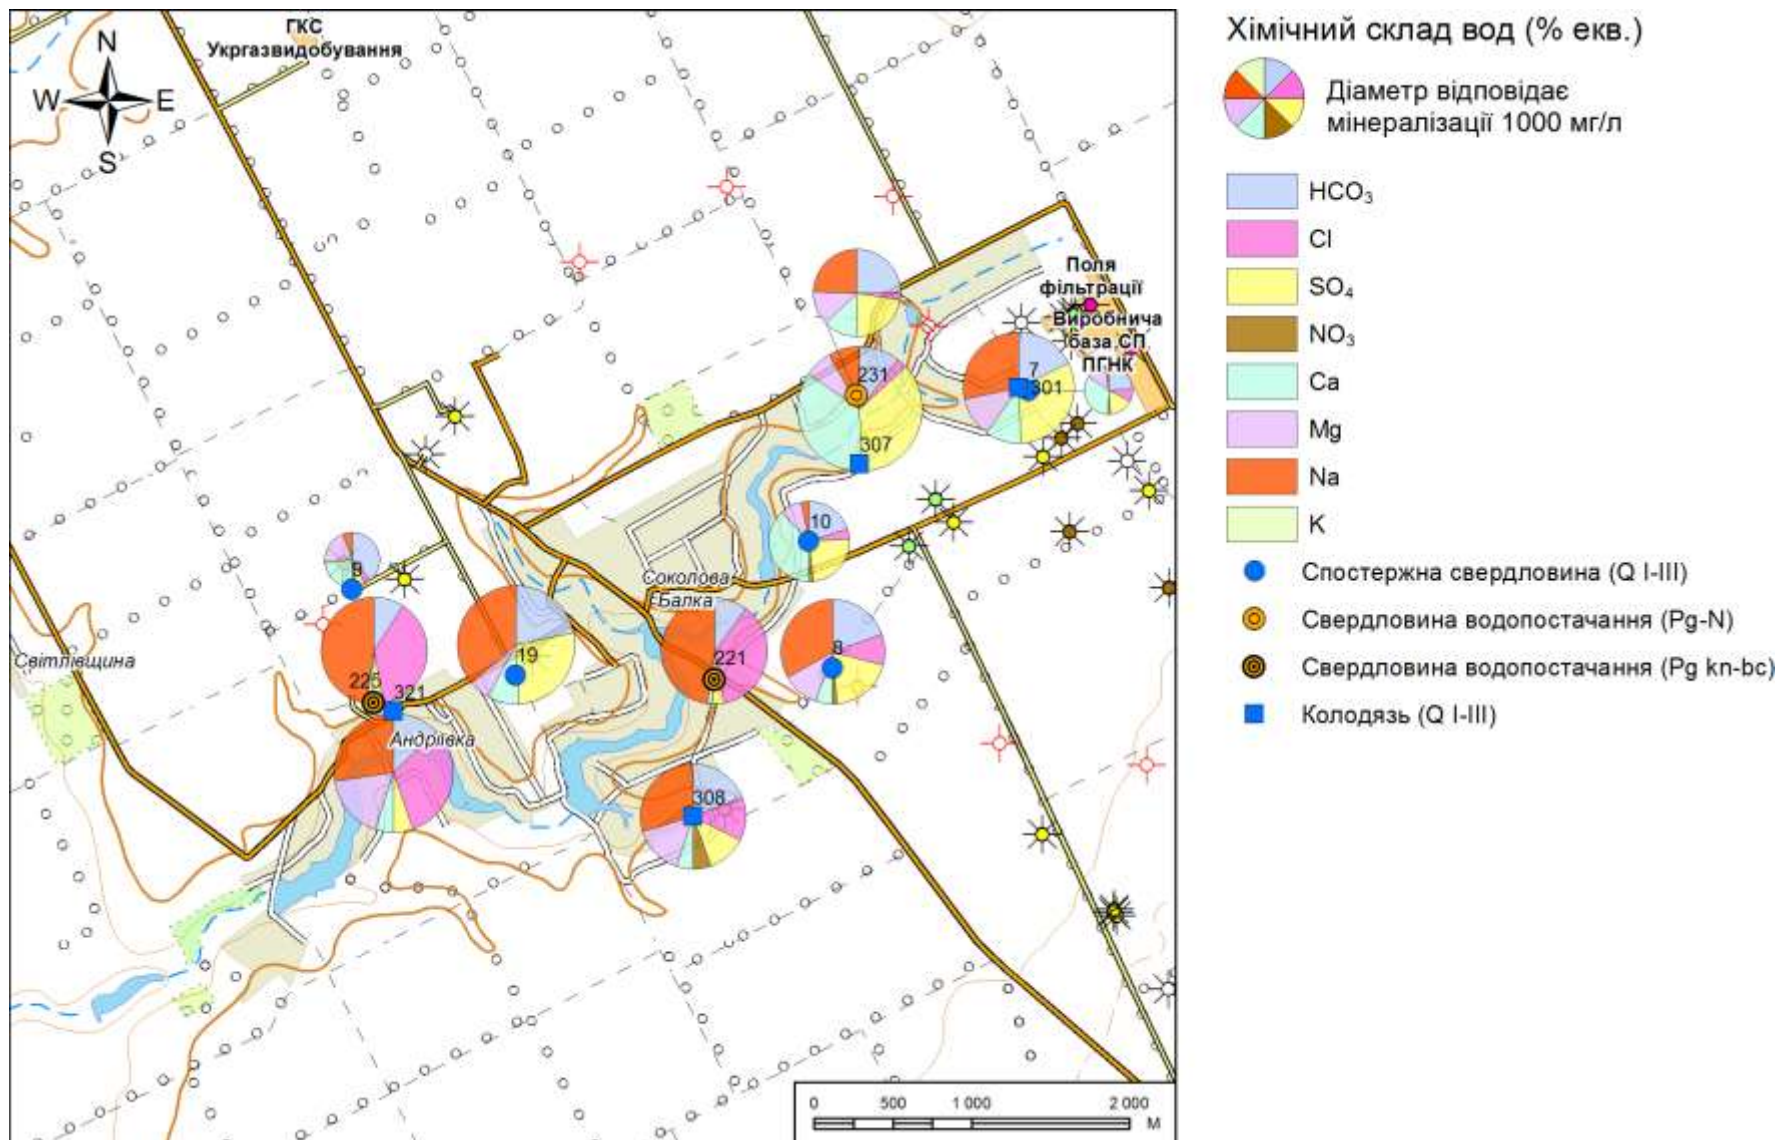 ГКС
Укргазвидобування
N
W
E
S
Поля
фільтрації
Виробнича
база СП
ПГНК
7
301
231
307
10
9
Соколова
Балка
Світлівщина
19
221
8
225
321
Андріївка
308
0 500 1 000 2 000
М
Хімічний склад вод (% екв.)
Діаметр відповідає
мінералізації 1000 мг/л
HCO₃
Cl
SO₄
NO₃
Ca
Mg
Na
K
Спостержна свердловина (Q I-III)
Свердловина водопостачання (Pg-N)
Свердловина водопостачання (Pg kn-bc)
Колодязь (Q I-III)